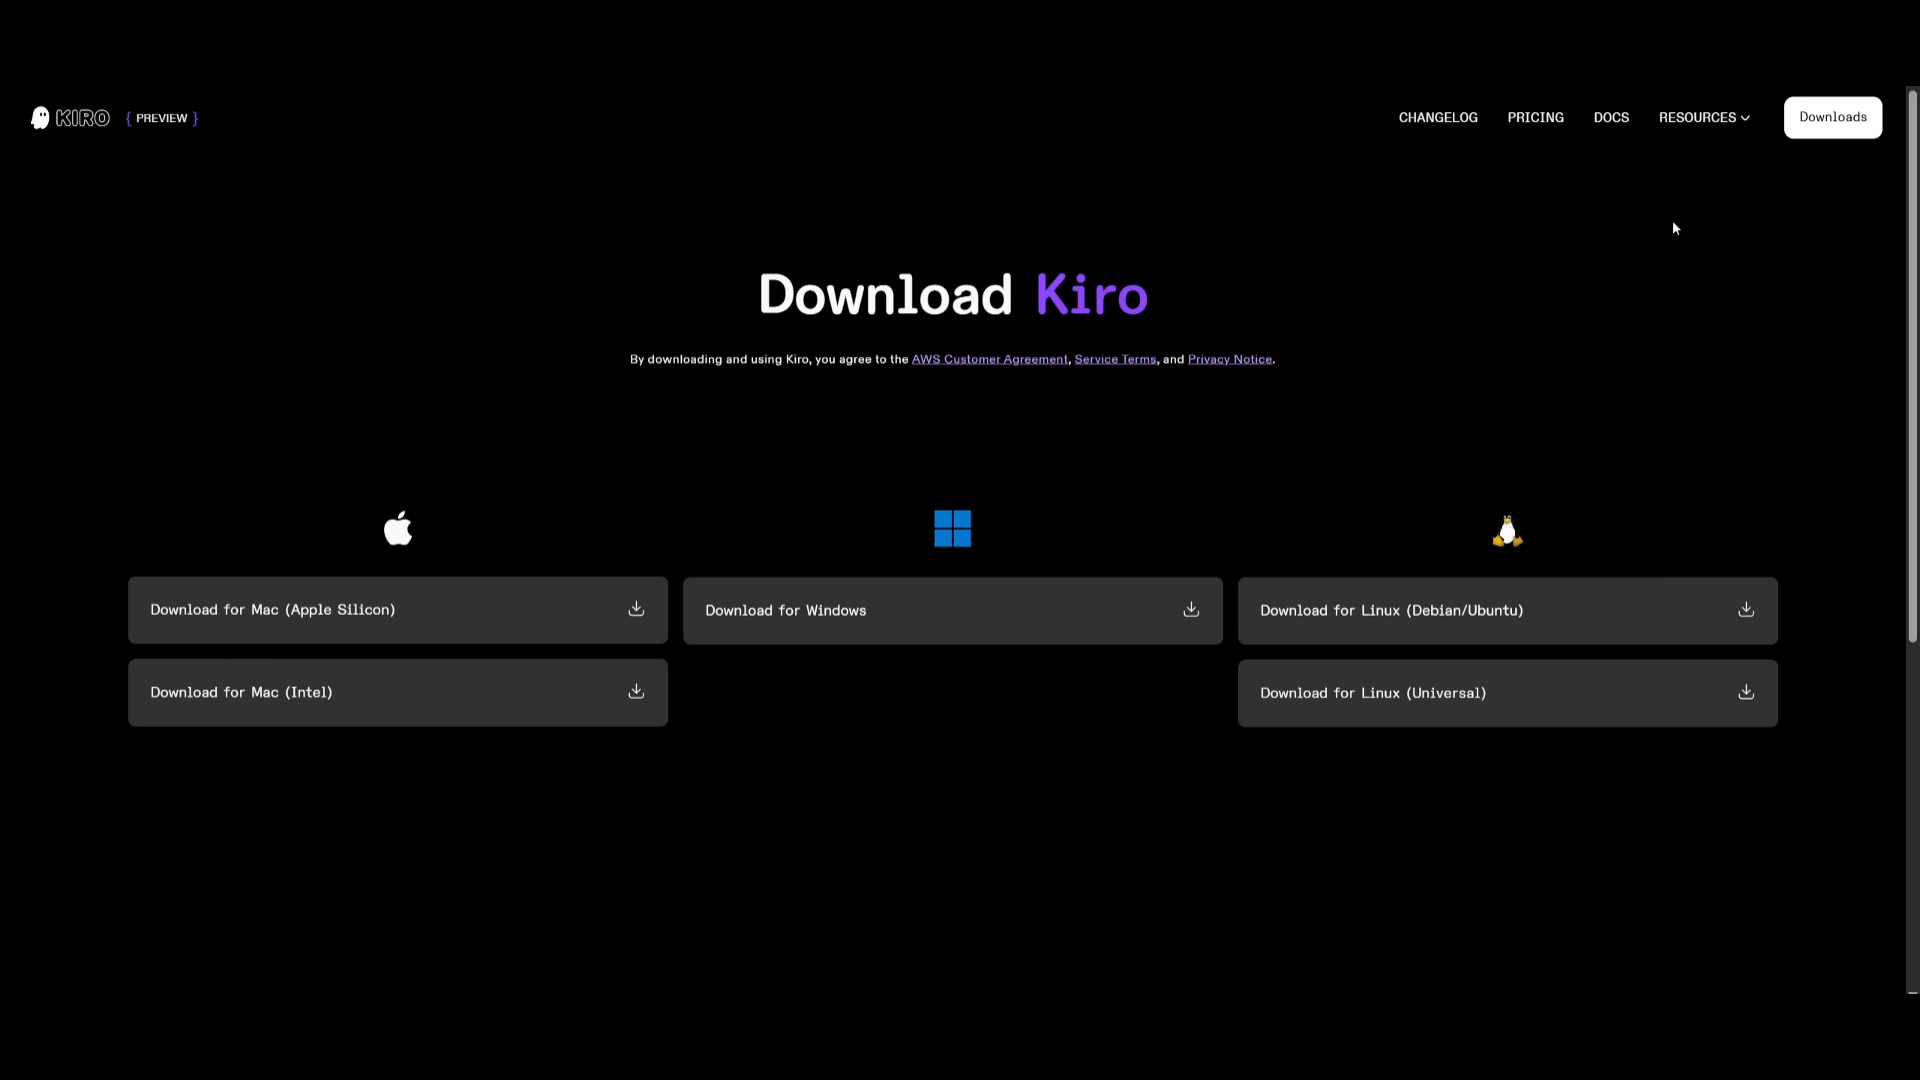 KIRO { PREVIEW } CHANGELOG PRICING DOCS RESOURCES Downloads
Download Kiro
By downloading and using Kiro, you agree to the AWS Customer Agreement, Service Terms, and Privacy Notice.
Download for Mac (Apple Silicon)
Download for Windows
Download for Linux (Debian/Ubuntu)
Download for Mac (Intel)
Download for Linux (Universal)